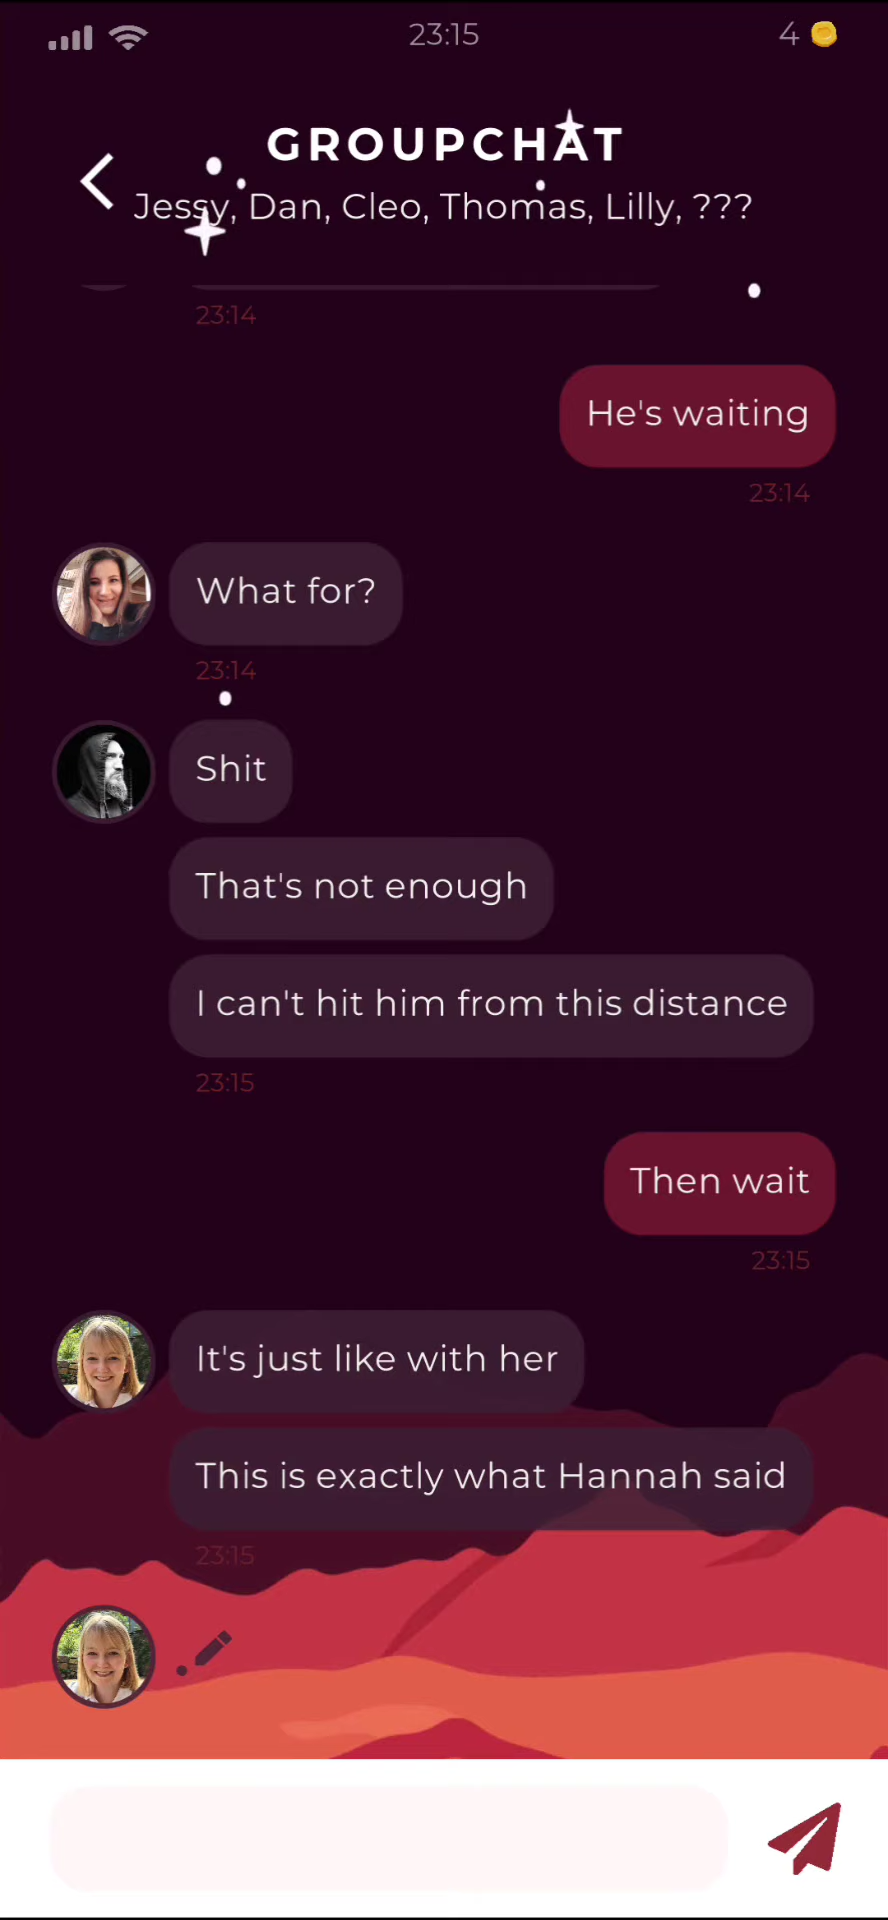 23:15
4
GROUPCHAT
Jessy, Dan, Cleo, Thomas, Lilly, ???
23:14
He's waiting
23:14
What for?
23:14
Shit
That's not enough
I can't hit him from this distance
23:15
Then wait
23:15
It's just like with her
This is exactly what Hannah said
23:15